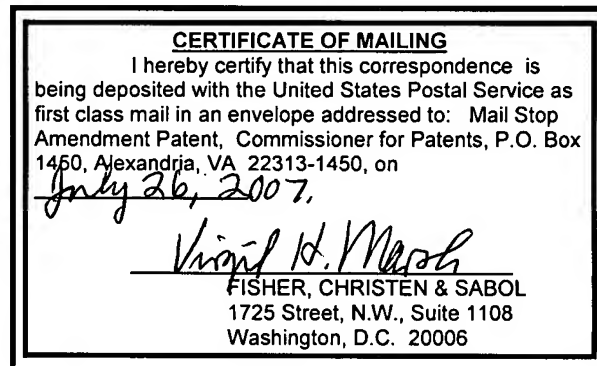 CERTIFICATE OF MAILING
I hereby certify that this correspondence is
being deposited with the United States Postal Service as
first class mail in an envelope addressed to: Mail Stop
Amendment Patent, Commissioner for Patents, P.O. Box
1450, Alexandria, VA 22313-1450, on
July 26, 2007.
Virgil H. Marsh
FISHER, CHRISTEN & SABOL
1725 Street, N.W., Suite 1108
Washington, D.C. 20006